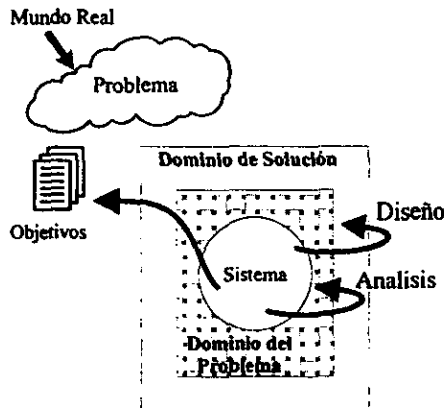 Mundo Real
Problema
Dominio de Solución
Objetivos
Diseño
Sistema
Analisis
Dominio del
Problema